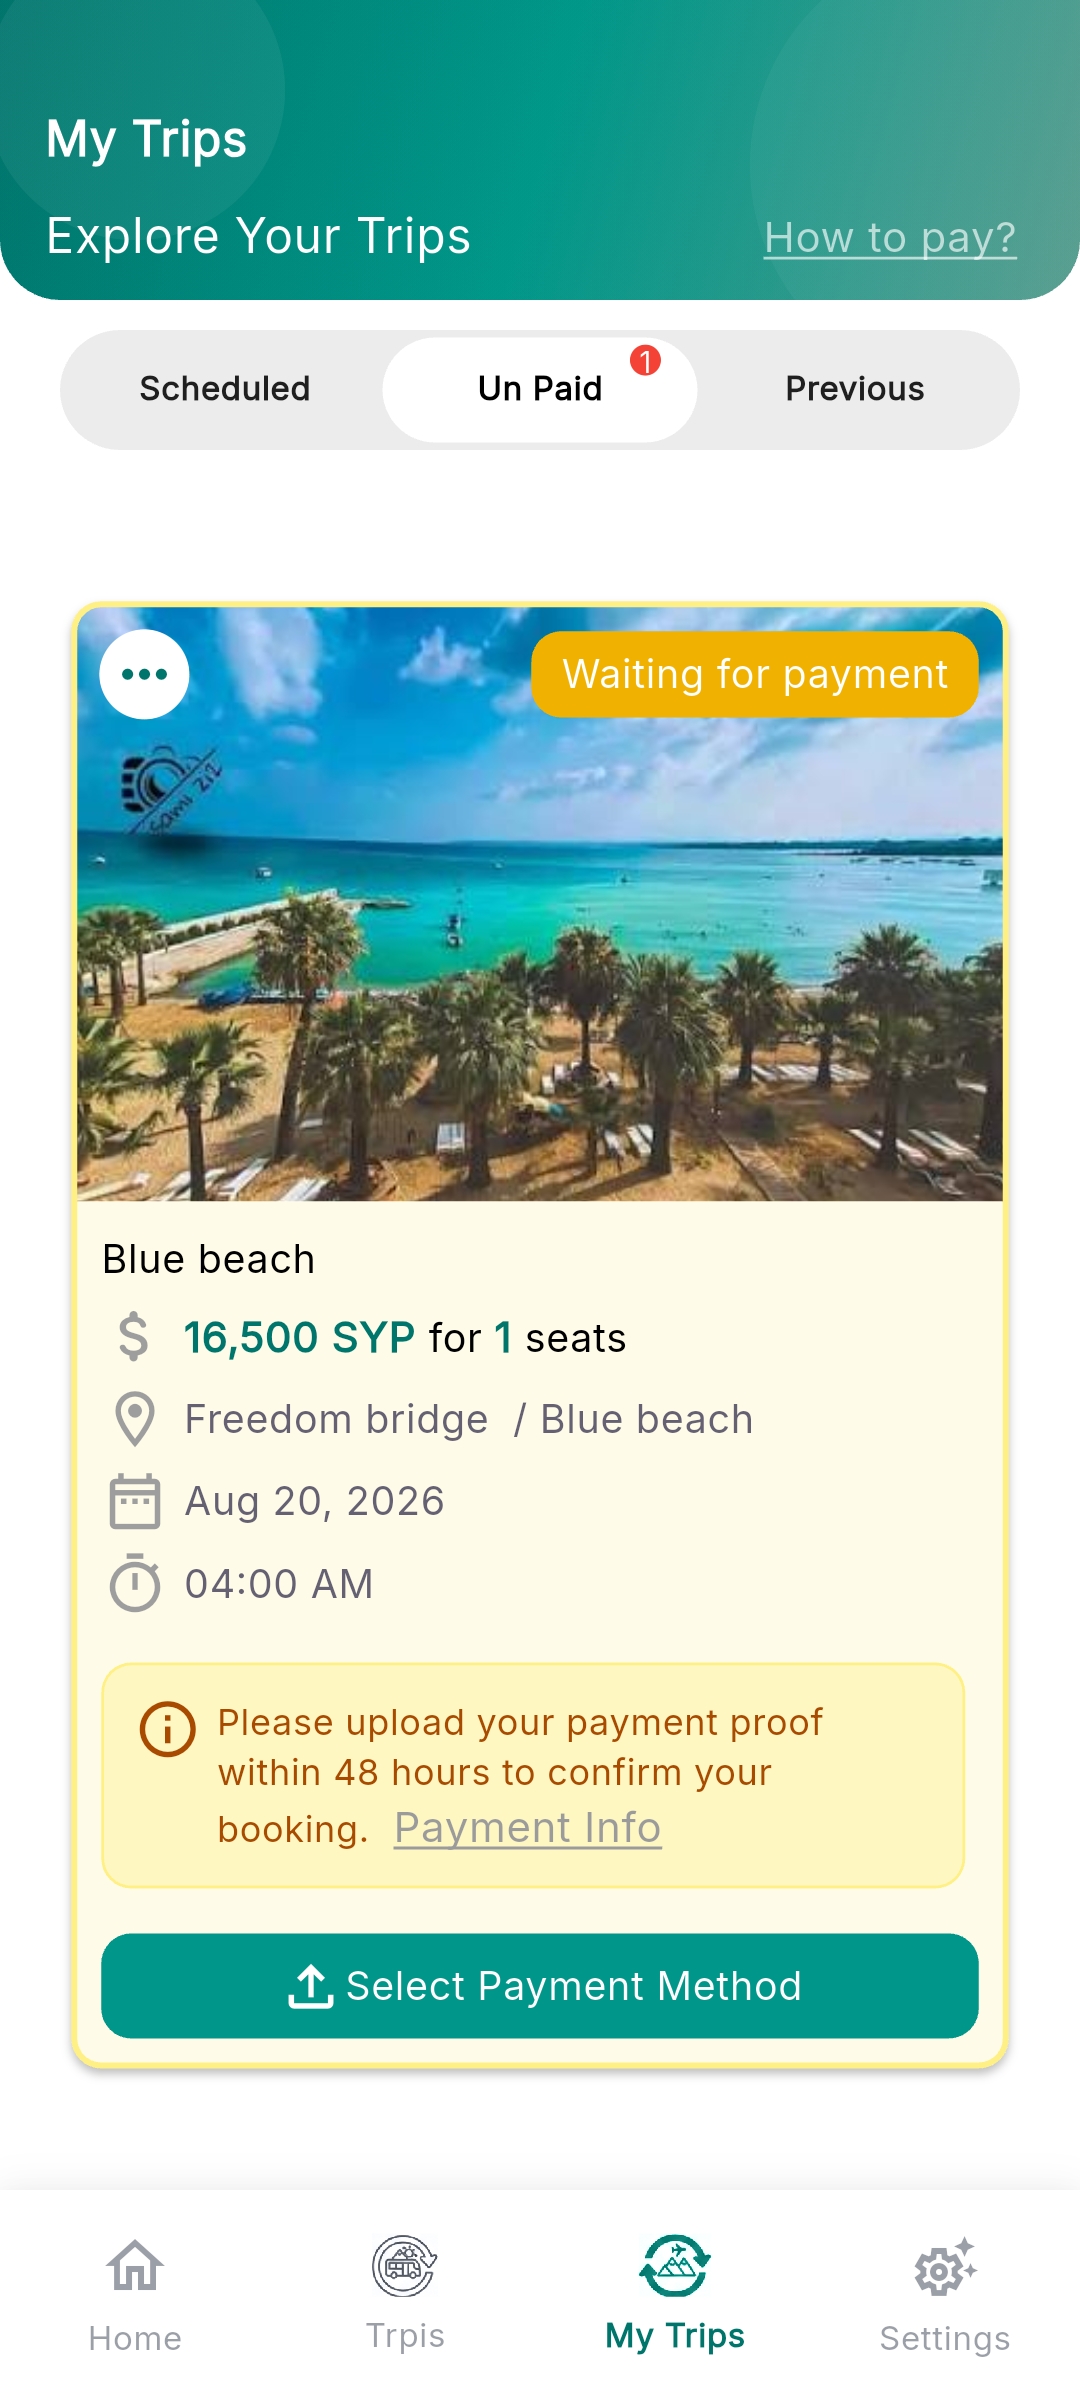 My Trips
Explore Your Trips
How to pay?
Scheduled
Un Paid
1
Previous
Waiting for payment
sami ziz
Blue beach
16,500 SYP for 1 seats
Freedom bridge  / Blue beach
Aug 20, 2026
04:00 AM
Please upload your payment proof
within 48 hours to confirm your
booking.  Payment Info
Select Payment Method
Home
Trpis
My Trips
Settings